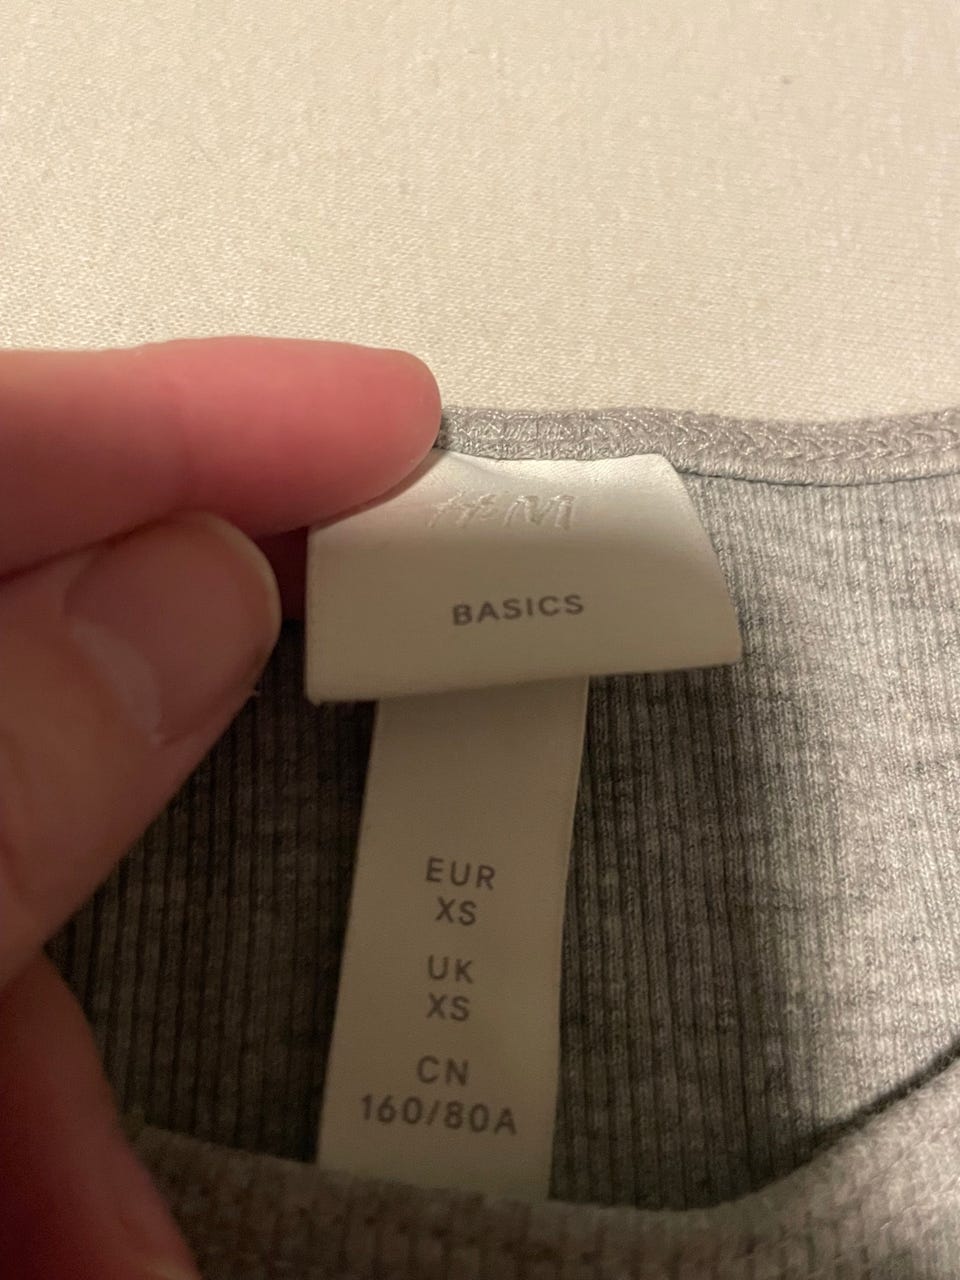 H&M
BASICS
EUR
XS
UK
XS
CN
160/80A